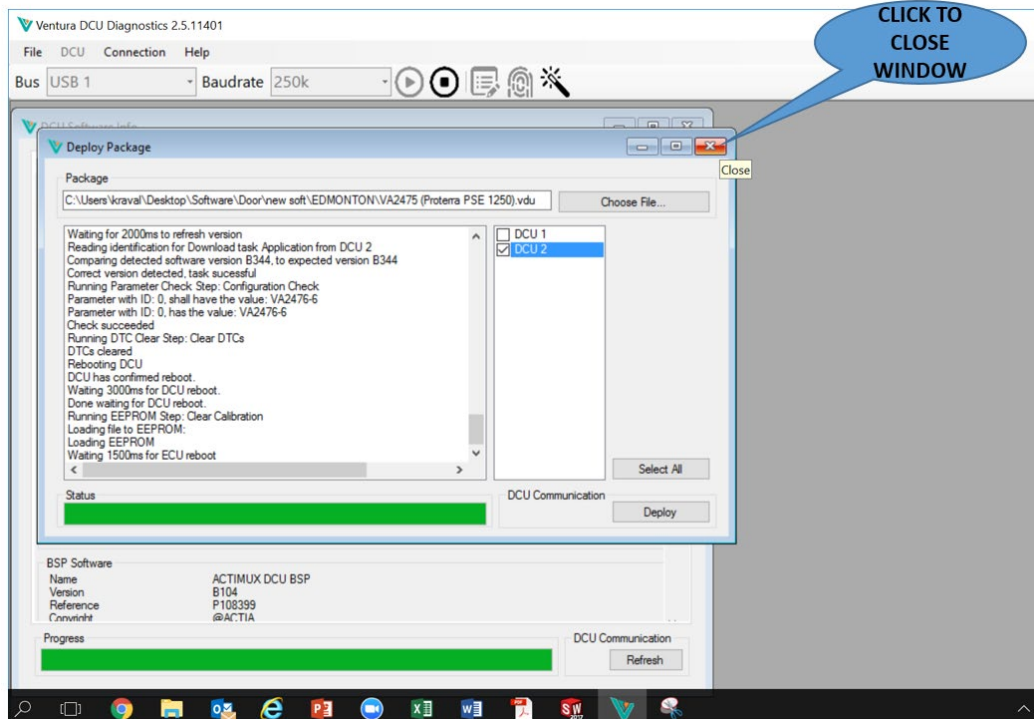 Ventura DCU Diagnostics 2.5.11401
CLICK TO
CLOSE
WINDOW
File DCU Connection Help
Bus USB 1 Baudrate 250k
DCU Software Info
Deploy Package
Close
Package
C:\Users\kraval\Desktop\Software\Door\new soft\EDMONTON\VA2475 (Proterra PSE 1250).vdu
Choose File...
Waiting for 2000ms to refresh version
Reading identification for Download task Application from DCU 2
Comparing detected software version B344, to expected version B344
Correct version detected, task sucessful
Running Parameter Check Step: Configuration Check
Parameter with ID: 0, shall have the value: VA2476-6
Parameter with ID: 0, has the value: VA2476-6
Check succeeded
Running DTC Clear Step: Clear DTCs
DTCs cleared
Rebooting DCU
DCU has confirmed reboot.
Waiting 3000ms for DCU reboot.
Done waiting for DCU reboot.
Running EEPROM Step: Clear Calibration
Loading file to EEPROM:
Loading EEPROM
Waiting 1500ms for ECU reboot
DCU 1
DCU 2
Select All
Status
DCU Communication
Deploy
BSP Software
Name ACTIMUX DCU BSP
Version B104
Reference P108399
Copyright @ACTIA
Progress
DCU Communication
Refresh